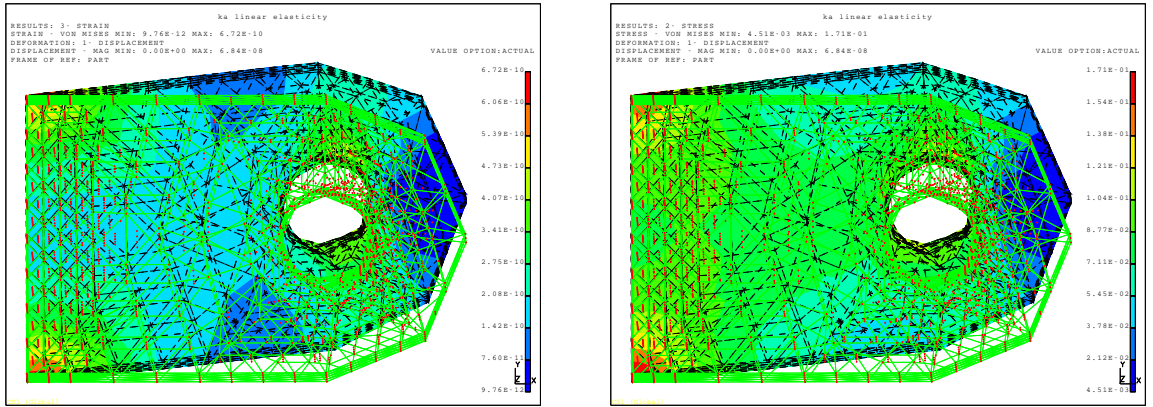 ka linear elasticity
RESULTS: 3- STRAIN
STRAIN - VON MISES MIN: 9.76E-12 MAX: 6.72E-10
DEFORMATION: 1- DISPLACEMENT
DISPLACEMENT - MAG MIN: 0.00E+00 MAX: 6.84E-08
VALUE OPTION:ACTUAL
FRAME OF REF: PART
6.72E-10
6.06E-10
5.39E-10
4.73E-10
4.07E-10
3.41E-10
2.75E-10
2.08E-10
1.42E-10
7.60E-11
9.76E-12
Y
Z X
ka linear elasticity
RESULTS: 2- STRESS
STRESS - VON MISES MIN: 4.51E-03 MAX: 1.71E-01
DEFORMATION: 1- DISPLACEMENT
DISPLACEMENT - MAG MIN: 0.00E+00 MAX: 6.84E-08
VALUE OPTION:ACTUAL
FRAME OF REF: PART
1.71E-01
1.54E-01
1.38E-01
1.21E-01
1.04E-01
8.77E-02
7.11E-02
5.45E-02
3.78E-02
2.12E-02
4.51E-03
Y
Z X